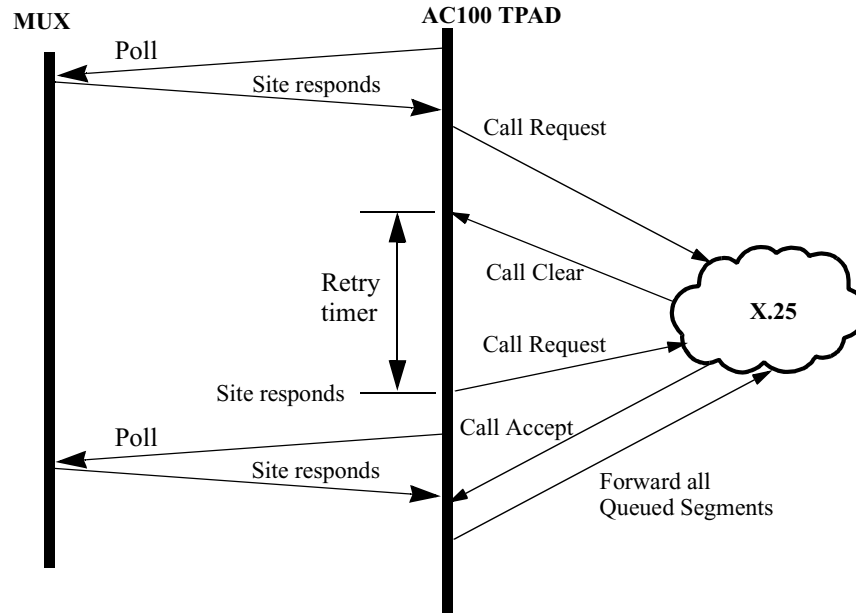 MUX
AC100 TPAD
Poll
Site responds
Call Request
Call Clear
Retry
timer
X.25
Call Request
Site responds
Call Accept
Poll
Site responds
Forward all
Queued Segments